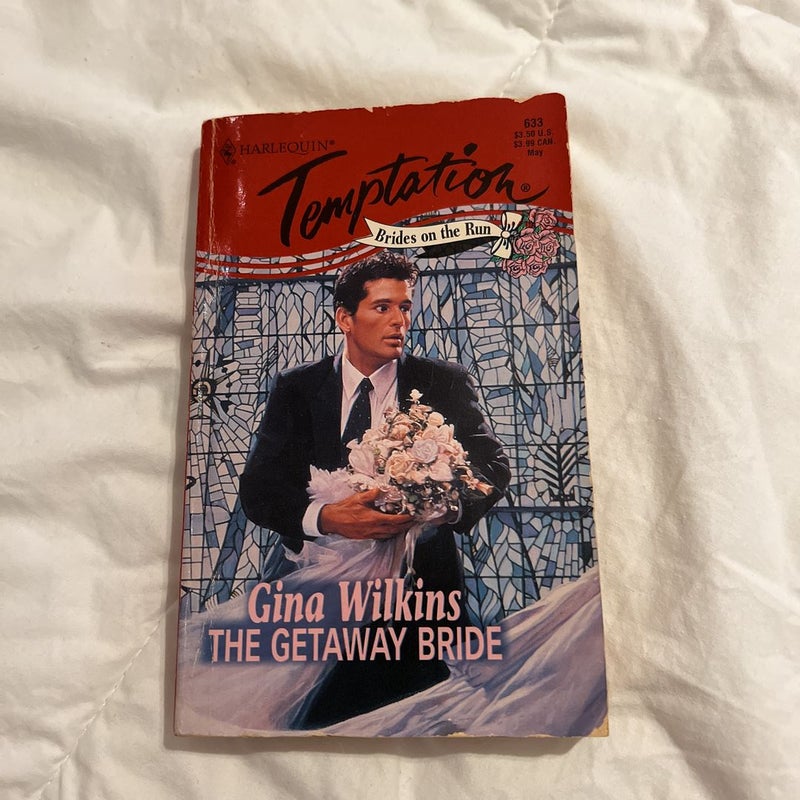 HARLEQUIN®
633
$3.50 U.S.
$3.99 CAN.
May
Temptation®
Brides on the Run
Gina Wilkins
THE GETAWAY BRIDE